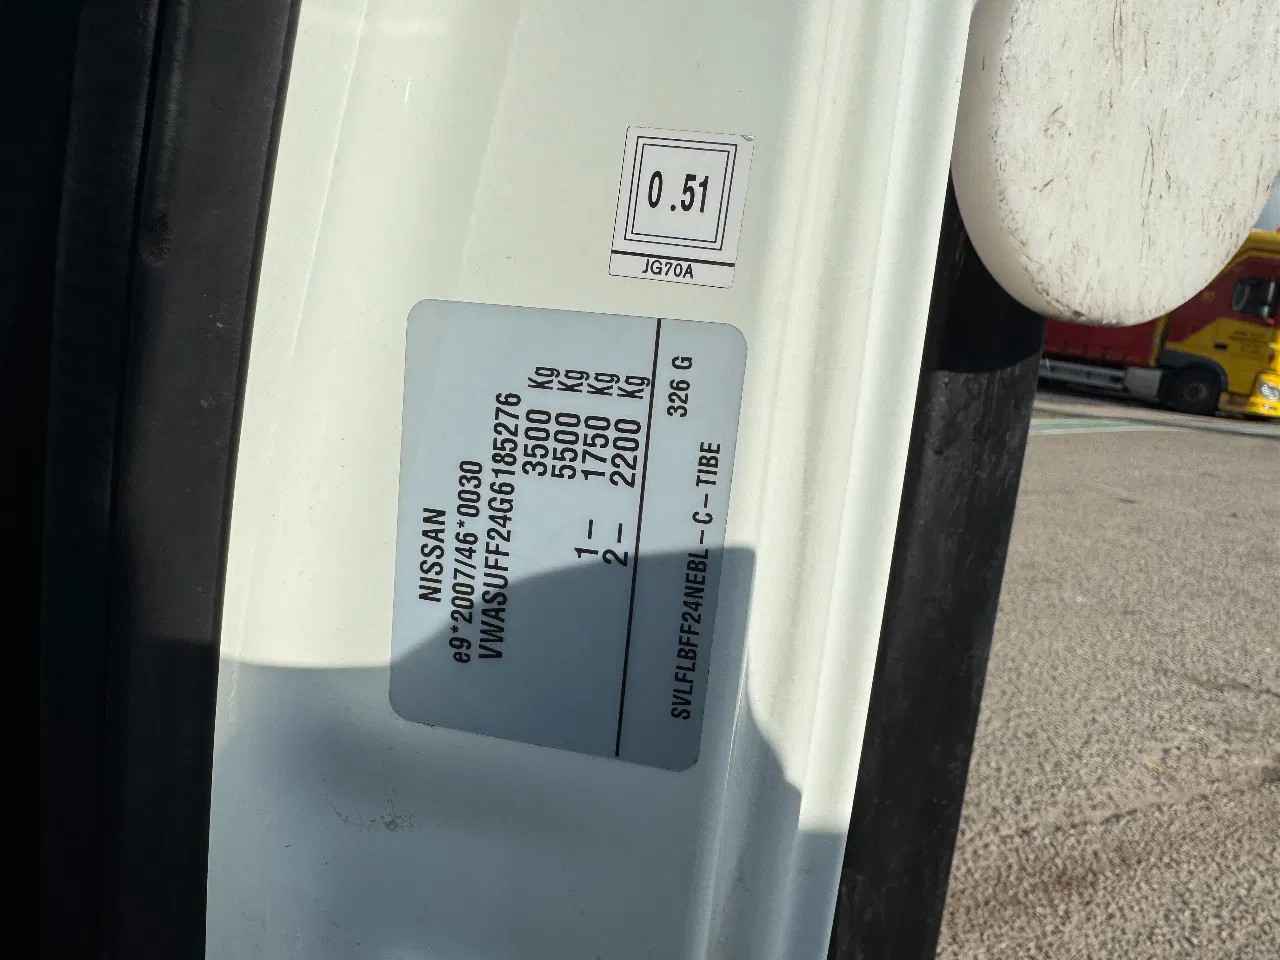 0.51
JG70A
NISSAN
e9*2007/46*0030
VWASUFF24G6185276
3500 Kg
5500 Kg
1– 1750 Kg
2– 2200 Kg
SVLFLBFF24NEBL–C–TIBE 326 G